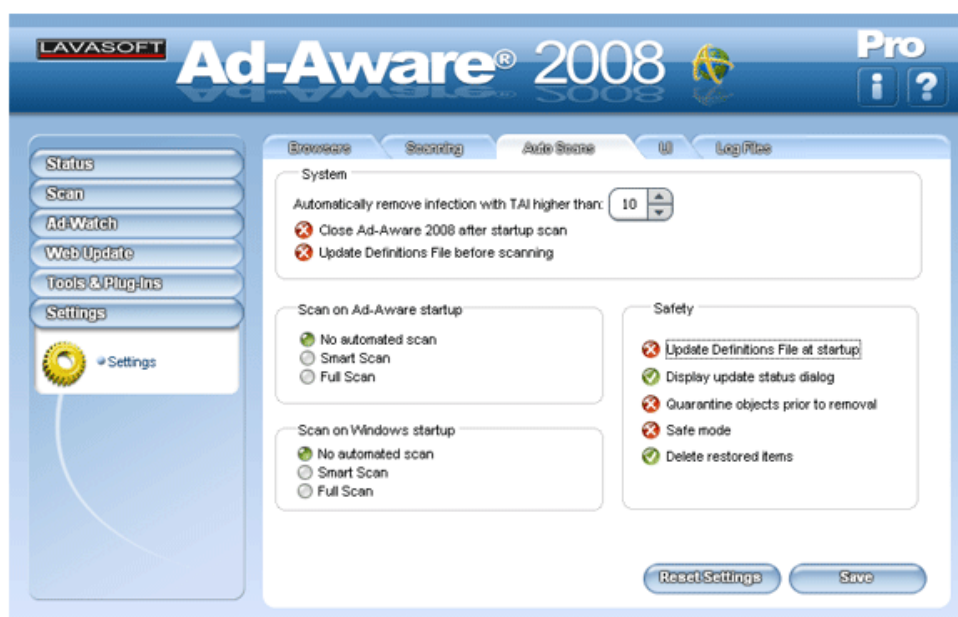 LAVASOFT
Ad-Aware® 2008
Pro
Status
Scan
Ad-Watch
Web Update
Tools & Plug-Ins
Settings
Settings
Browsers Scanning Auto Scans UI Log Files
System
Automatically remove infection with TAI higher than: 10
Close Ad-Aware 2008 after startup scan
Update Definitions File before scanning
Scan on Ad-Aware startup
No automated scan
Smart Scan
Full Scan
Scan on Windows startup
No automated scan
Smart Scan
Full Scan
Safety
Update Definitions File at startup
Display update status dialog
Quarantine objects prior to removal
Safe mode
Delete restored items
Reset Settings Save